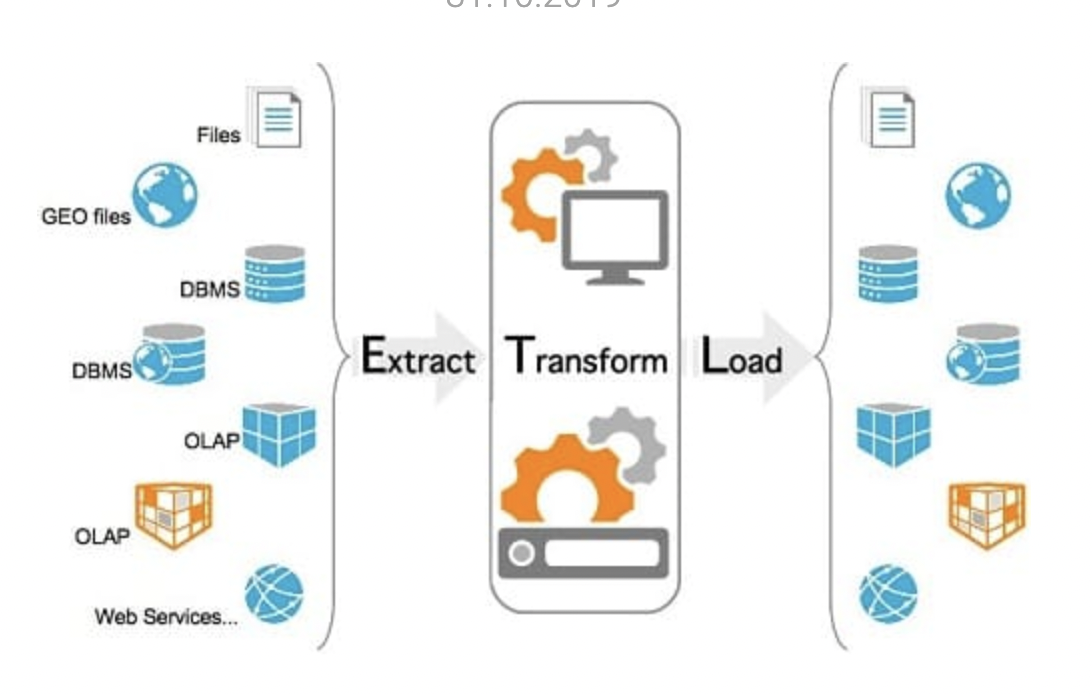 Files
GEO files
DBMS
DBMS
OLAP
OLAP
Web Services...
Extract
Transform
Load